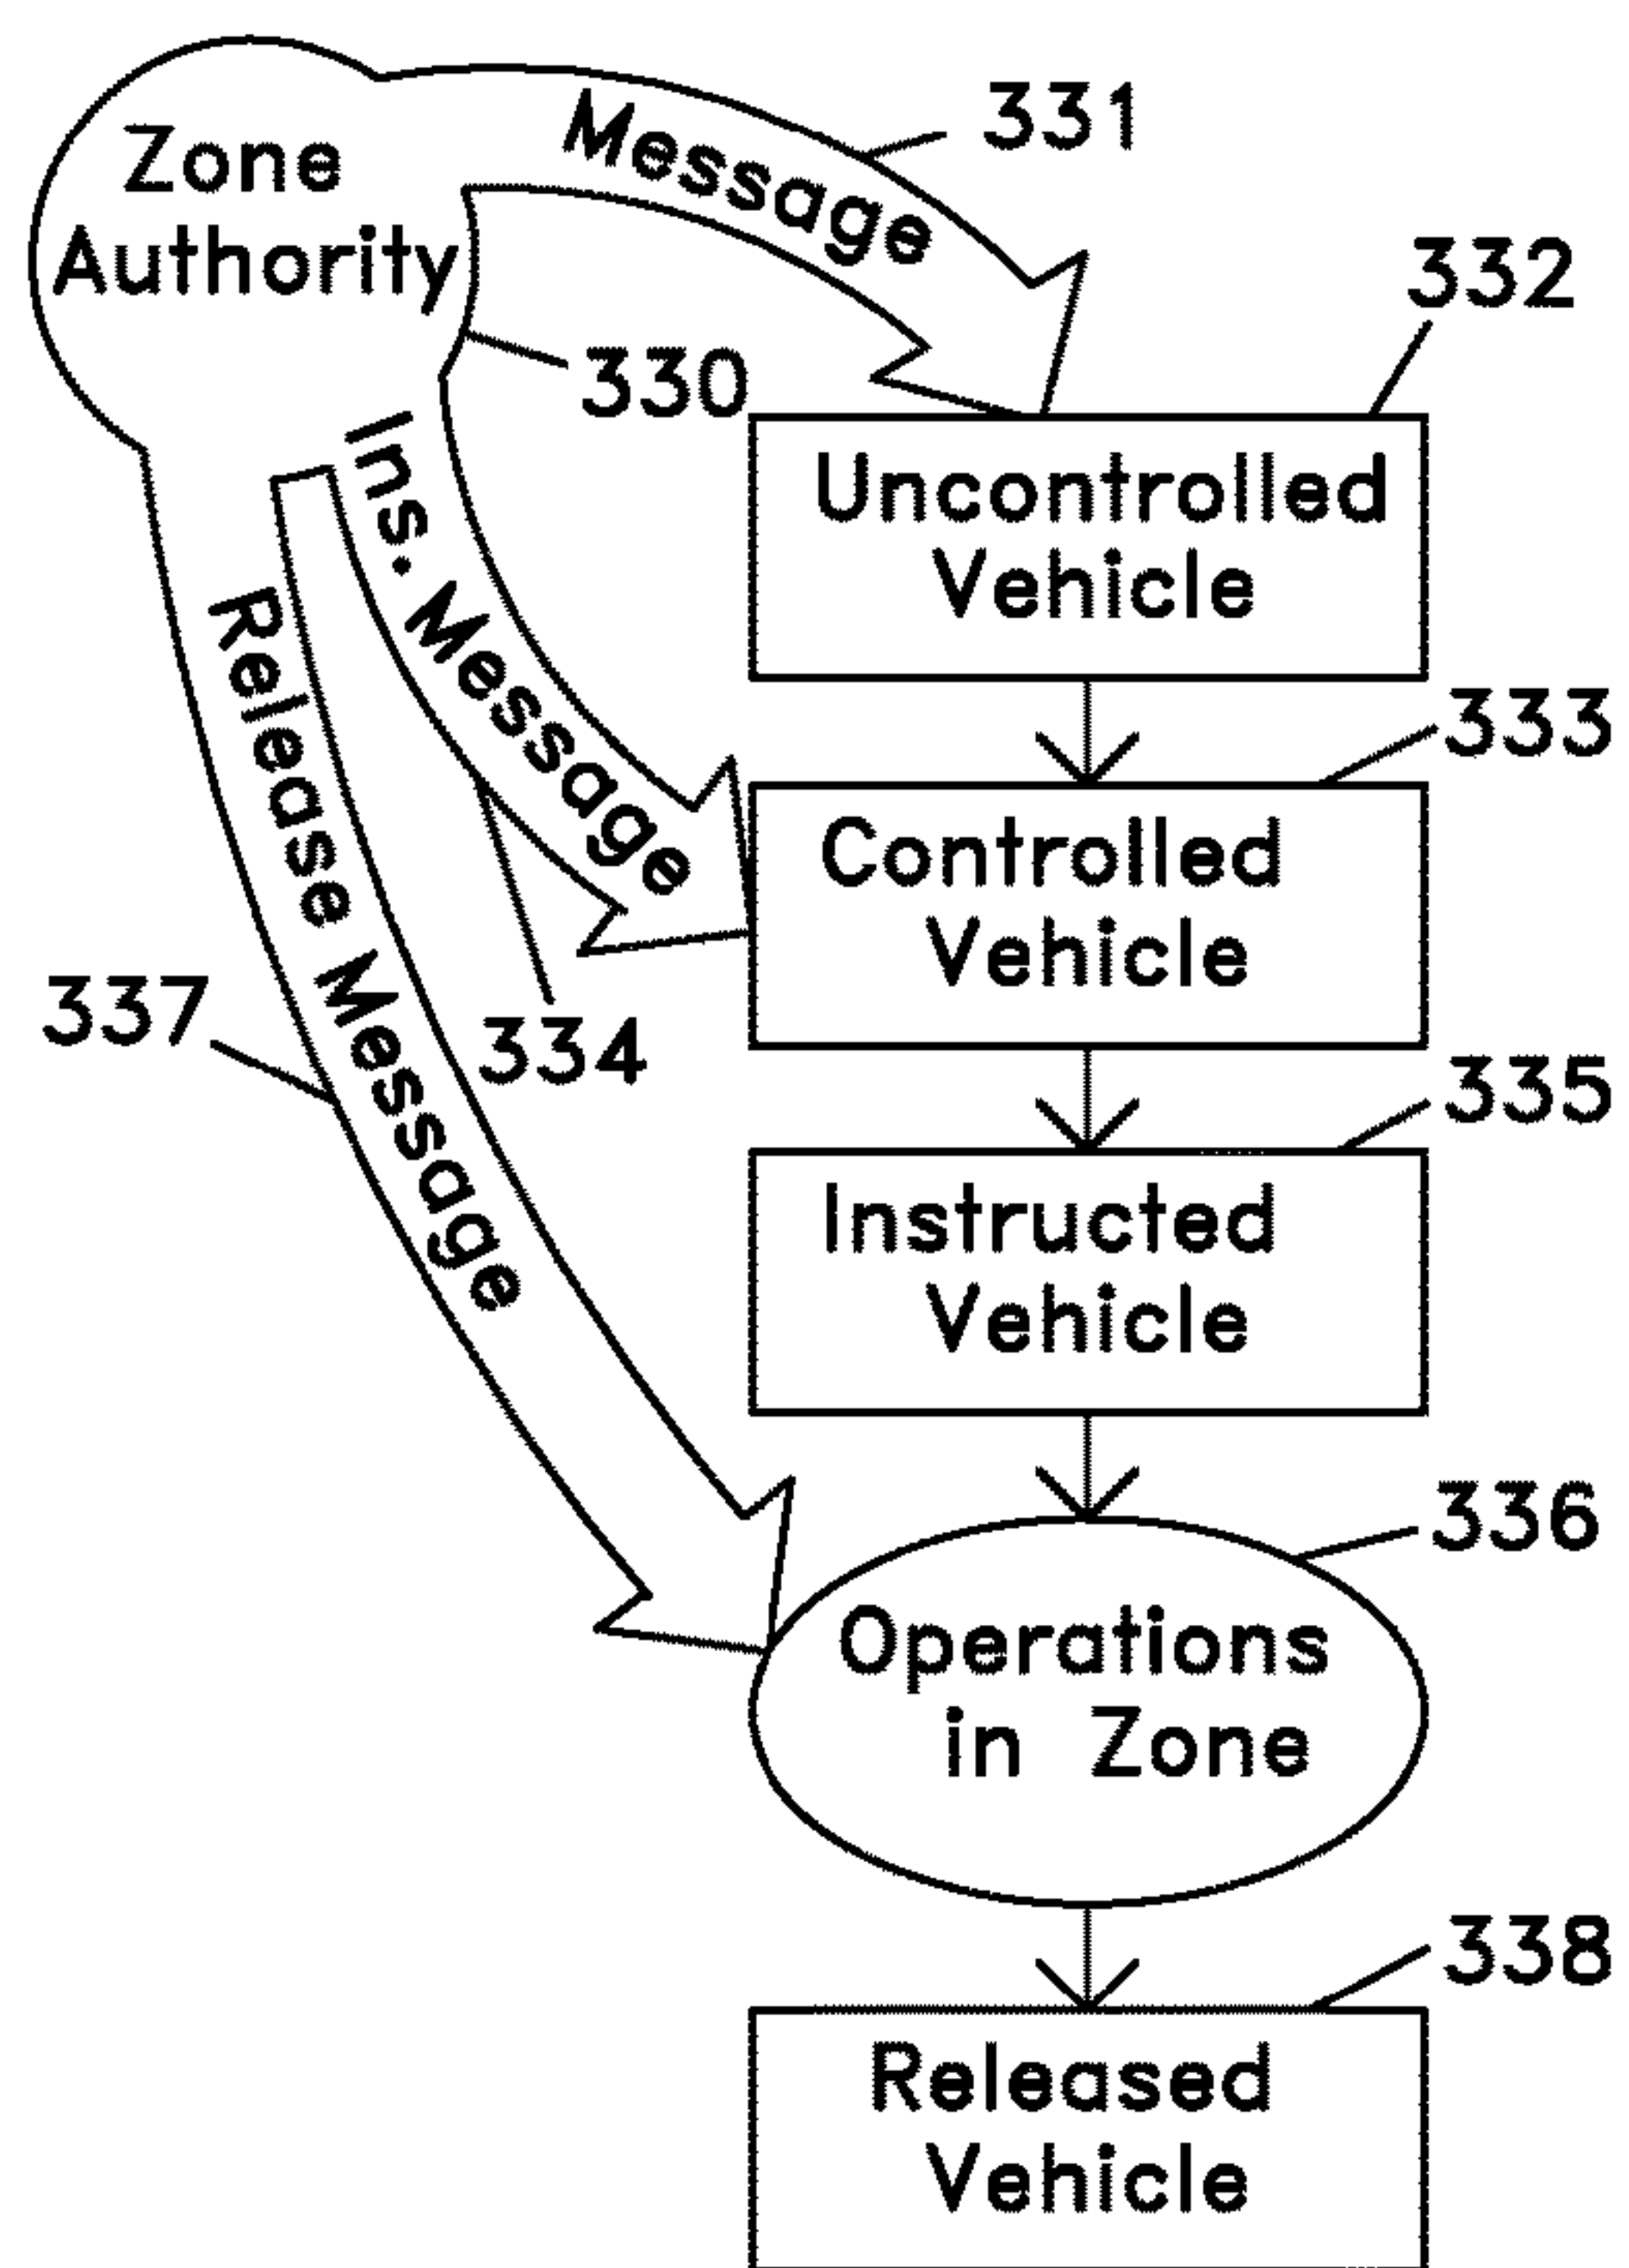 Zone
Authority
Message
331
330
332
Uncontrolled
Vehicle
Ins. Message
333
Controlled
Vehicle
334
Release Message
337
335
Instructed
Vehicle
336
Operations
in Zone
338
Released
Vehicle